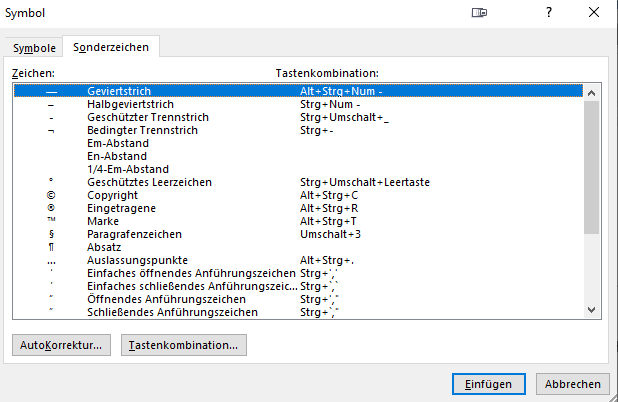 Symbol
Symbole Sonderzeichen
Zeichen: Tastenkombination:
— Geviertstrich Alt+Strg+Num -
– Halbgeviertstrich Strg+Num -
- Geschützter Trennstrich Strg+Umschalt+_
¬ Bedingter Trennstrich Strg+-
Em-Abstand
En-Abstand
1/4-Em-Abstand
° Geschütztes Leerzeichen Strg+Umschalt+Leertaste
© Copyright Alt+Strg+C
® Eingetragene Alt+Strg+R
™ Marke Alt+Strg+T
§ Paragrafenzeichen Umschalt+3
¶ Absatz
… Auslassungspunkte Alt+Strg+.
‘ Einfaches öffnendes Anführungszeichen Strg+','
’ Einfaches schließendes Anführungszeic... Strg+`,`
“ Öffnendes Anführungszeichen Strg+',"
” Schließendes Anführungszeichen Strg+`,"
AutoKorrektur... Tastenkombination...
Einfügen Abbrechen